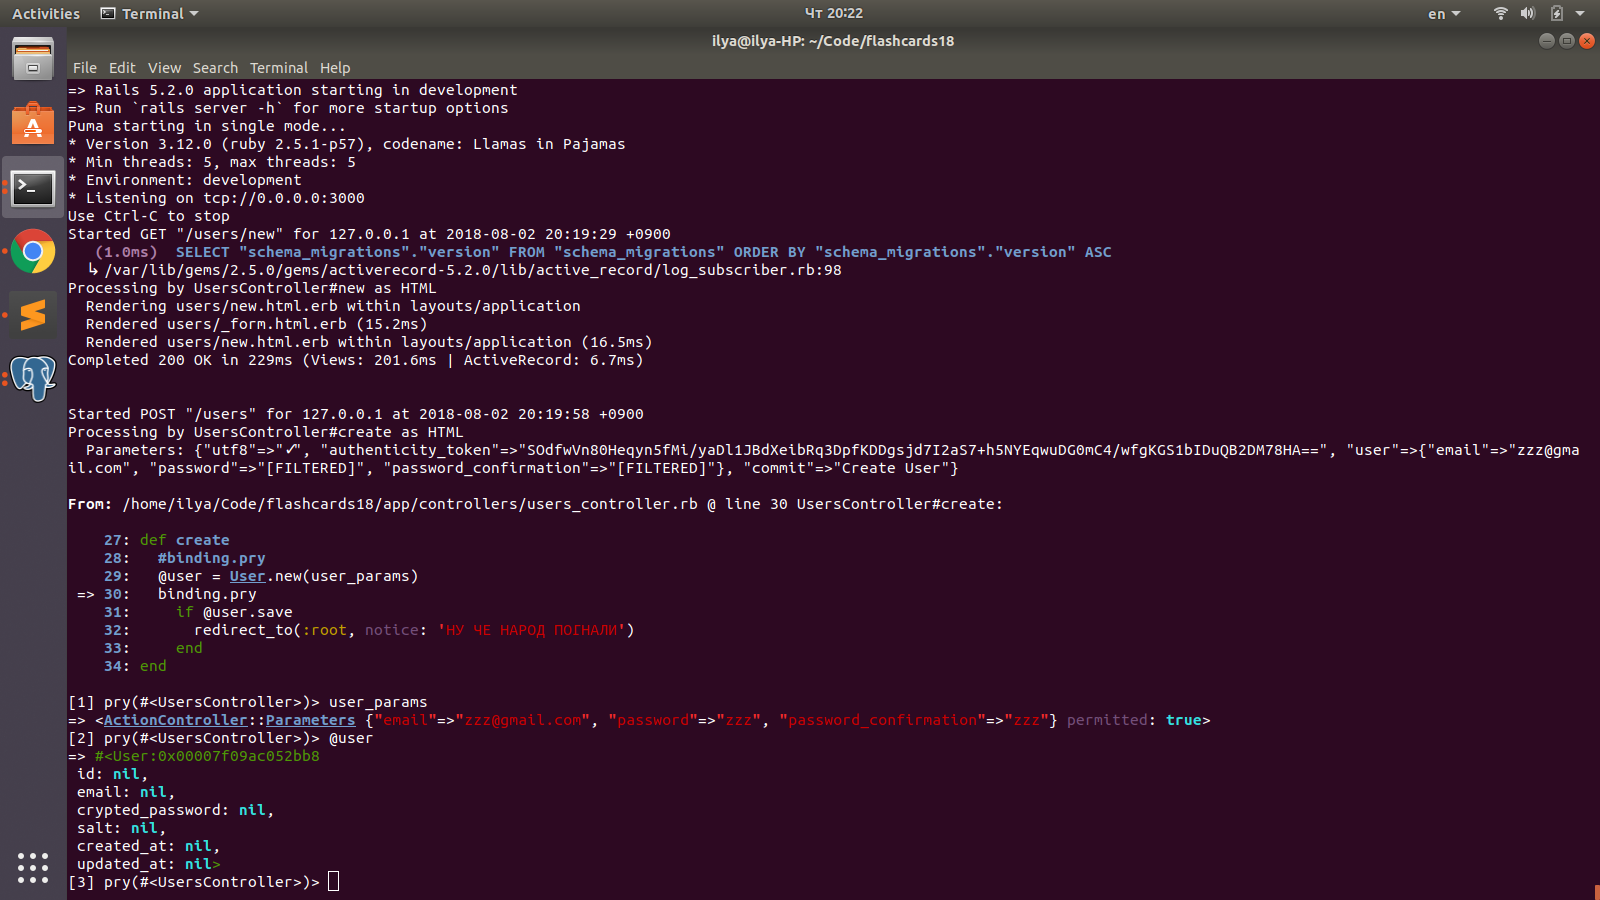 Activities Terminal Чт 20:22 en
ilya@ilya-HP: ~/Code/flashcards18
File Edit View Search Terminal Help
=> Rails 5.2.0 application starting in development
=> Run `rails server -h` for more startup options
Puma starting in single mode...
* Version 3.12.0 (ruby 2.5.1-p57), codename: Llamas in Pajamas
* Min threads: 5, max threads: 5
* Environment: development
* Listening on tcp://0.0.0.0:3000
Use Ctrl-C to stop
Started GET "/users/new" for 127.0.0.1 at 2018-08-02 20:19:29 +0900
   (1.0ms)  SELECT "schema_migrations"."version" FROM "schema_migrations" ORDER BY "schema_migrations"."version" ASC
  ↳ /var/lib/gems/2.5.0/gems/activerecord-5.2.0/lib/active_record/log_subscriber.rb:98
Processing by UsersController#new as HTML
  Rendering users/new.html.erb within layouts/application
  Rendered users/_form.html.erb (15.2ms)
  Rendered users/new.html.erb within layouts/application (16.5ms)
Completed 200 OK in 229ms (Views: 201.6ms | ActiveRecord: 6.7ms)
Started POST "/users" for 127.0.0.1 at 2018-08-02 20:19:58 +0900
Processing by UsersController#create as HTML
  Parameters: {"utf8"=>"✓", "authenticity_token"=>"SOdfwVn80Heqyn5fMi/yaDl1JBdXeibRq3DpfKDDgsjd7I2aS7+h5NYEqwuDG0mC4/wfgKGS1bIDuQB2DM78HA==", "user"=>{"email"=>"zzz@gma
il.com", "password"=>"[FILTERED]", "password_confirmation"=>"[FILTERED]"}, "commit"=>"Create User"}
From: /home/ilya/Code/flashcards18/app/controllers/users_controller.rb @ line 30 UsersController#create:
    27: def create
    28:   #binding.pry
    29:   @user = User.new(user_params)
 => 30:   binding.pry
    31:     if @user.save
    32:       redirect_to(:root, notice: 'НУ ЧЕ НАРОД ПОГНАЛИ')
    33:     end
    34: end
[1] pry(#<UsersController>)> user_params
=> <ActionController::Parameters {"email"=>"zzz@gmail.com", "password"=>"zzz", "password_confirmation"=>"zzz"} permitted: true>
[2] pry(#<UsersController>)> @user
=> #<User:0x00007f09ac052bb8
 id: nil,
 email: nil,
 crypted_password: nil,
 salt: nil,
 created_at: nil,
 updated_at: nil>
[3] pry(#<UsersController>)>